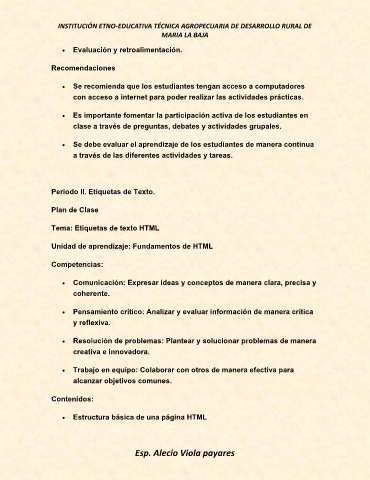 INSTITUCIÓN ETNO-EDUCATIVA TÉCNICA AGROPECUARIA DE DESARROLLO RURAL DE
MARIA LA BAJA
• Evaluación y retroalimentación.
Recomendaciones
• Se recomienda que los estudiantes tengan acceso a computadores
con acceso a internet para poder realizar las actividades prácticas.
• Es importante fomentar la participación activa de los estudiantes en
clase a través de preguntas, debates y actividades grupales.
• Se debe evaluar el aprendizaje de los estudiantes de manera continua
a través de las diferentes actividades y tareas.
Periodo II. Etiquetas de Texto.
Plan de Clase
Tema: Etiquetas de texto HTML
Unidad de aprendizaje: Fundamentos de HTML
Competencias:
• Comunicación: Expresar ideas y conceptos de manera clara, precisa y
coherente.
• Pensamiento crítico: Analizar y evaluar información de manera crítica
y reflexiva.
• Resolución de problemas: Plantear y solucionar problemas de manera
creativa e innovadora.
• Trabajo en equipo: Colaborar con otros de manera efectiva para
alcanzar objetivos comunes.
Contenidos:
• Estructura básica de una página HTML
Esp. Alecio Viola payares